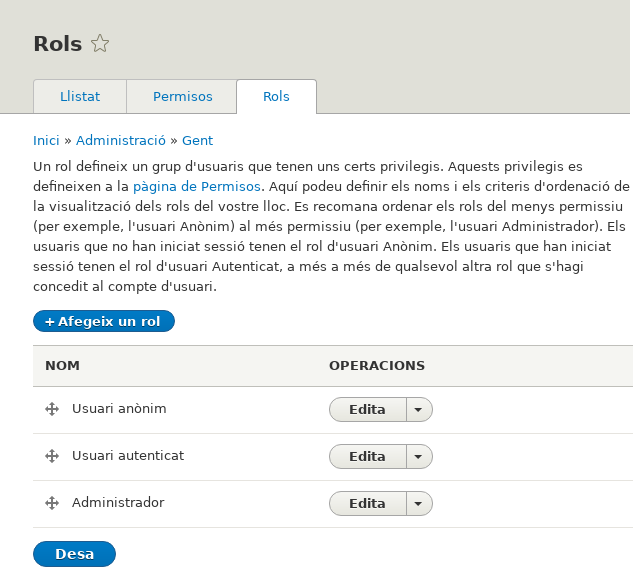 Rols
Llistat
Permisos
Rols
Inici » Administració » Gent
Un rol defineix un grup d'usuaris que tenen uns certs privilegis. Aquests privilegis es
defineixen a la pàgina de Permisos. Aquí podeu definir els noms i els criteris d'ordenació de
la visualització dels rols del vostre lloc. Es recomana ordenar els rols del menys permissiu
(per exemple, l'usuari Anònim) al més permissiu (per exemple, l'usuari Administrador). Els
usuaris que no han iniciat sessió tenen el rol d'usuari Anònim. Els usuaris que han iniciat
sessió tenen el rol d'usuari Autenticat, a més a més de qualsevol altra rol que s'hagi
concedit al compte d'usuari.
+ Afegeix un rol
NOM OPERACIONS
Usuari anònim Edita
Usuari autenticat Edita
Administrador Edita
Desa